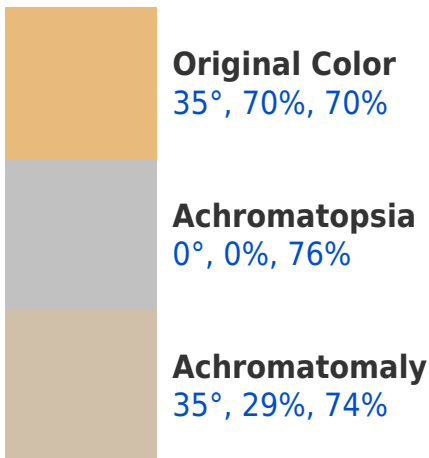 Original Color
35°, 70%, 70%
Achromatopsia
0°, 0%, 76%
Achromatomaly
35°, 29%, 74%